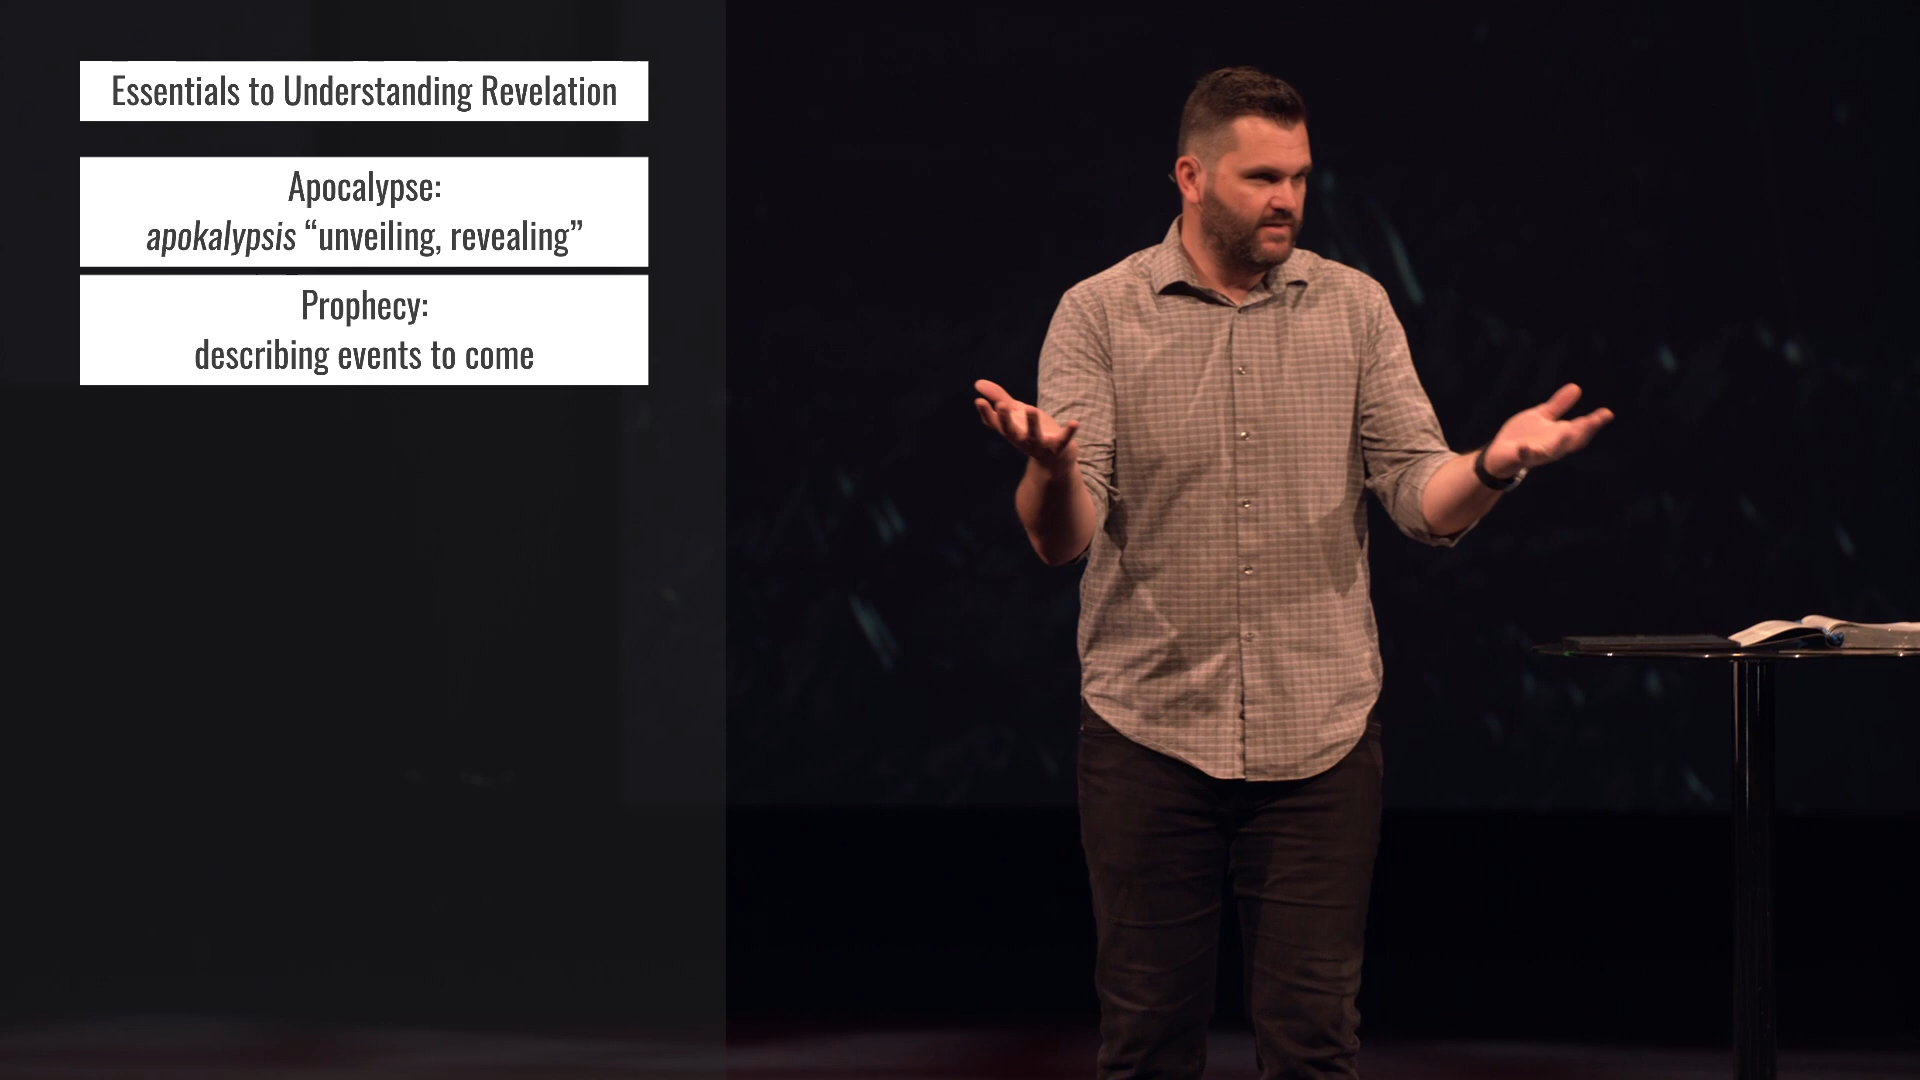 Essentials to Understanding Revelation
Apocalypse:
apokalypsis “unveiling, revealing”
Prophecy:
describing events to come